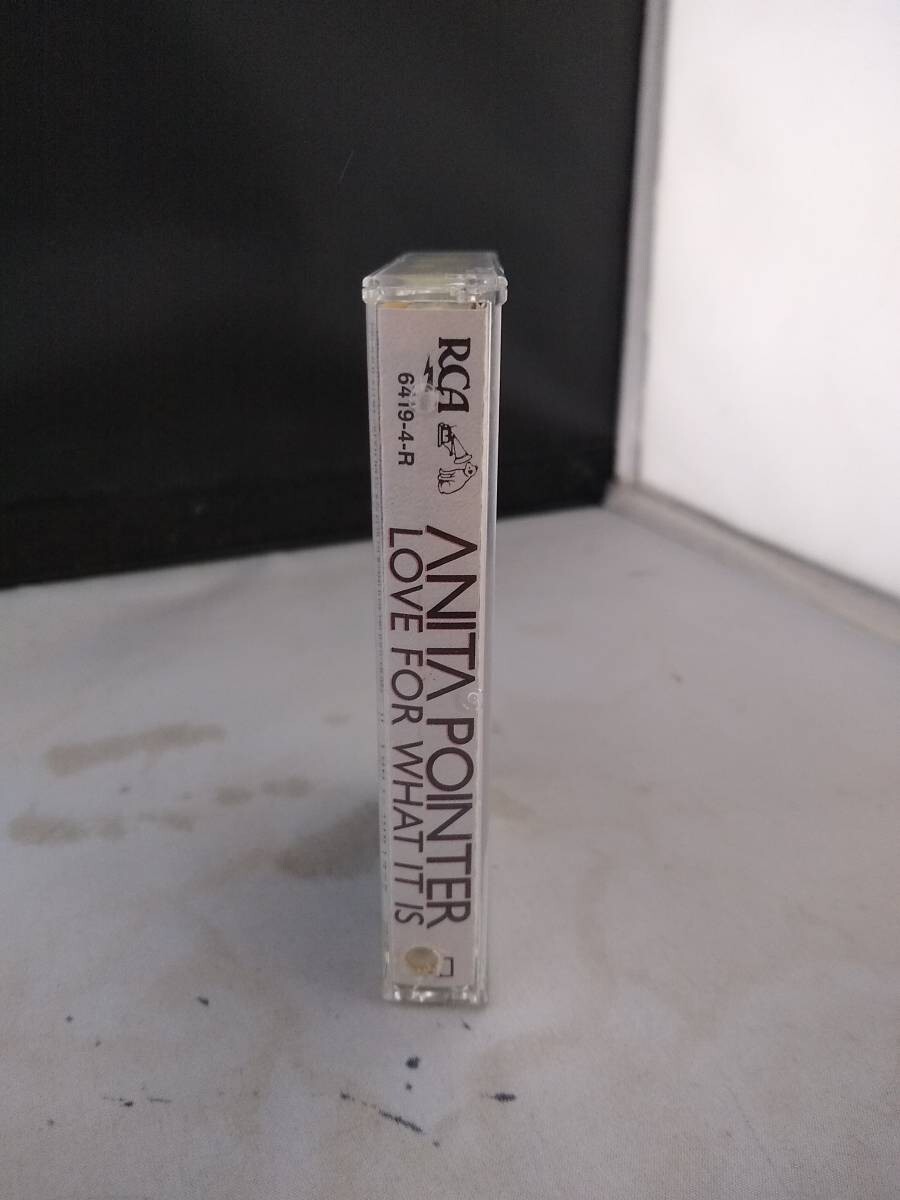 RCA
6419-4-R
ANITA POINTER
LOVE FOR WHAT IT IS